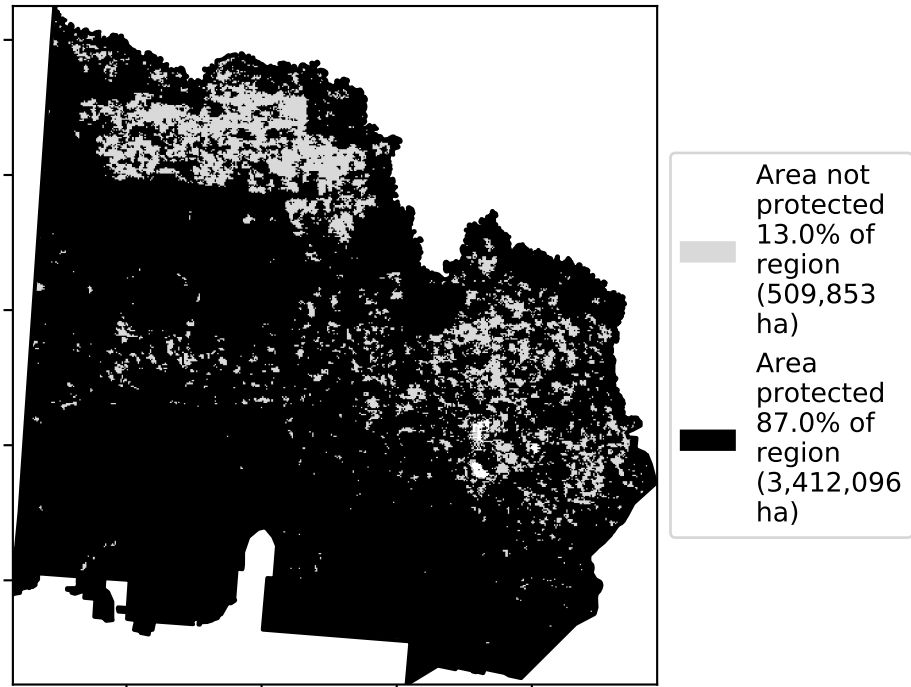 Area not
protected
13.0% of
region
(509,853
ha)
Area
protected
87.0% of
region
(3,412,096
ha)